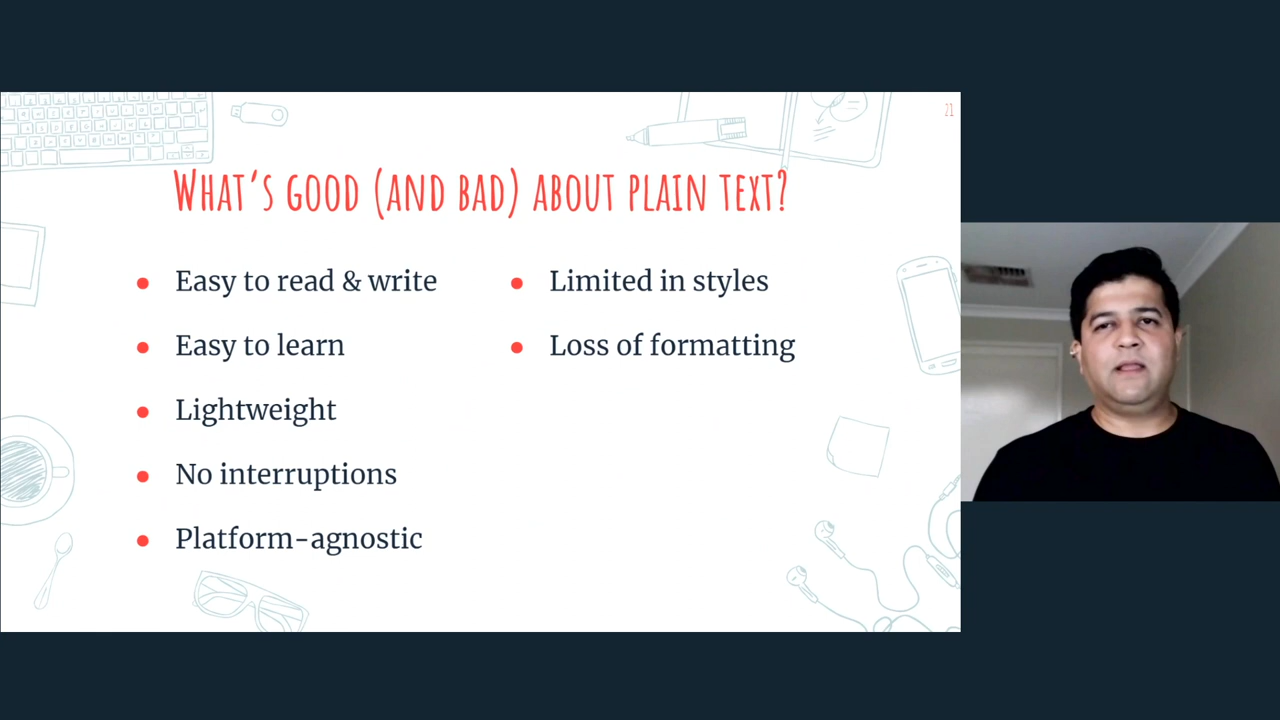 21
WHAT'S GOOD (AND BAD) ABOUT PLAIN TEXT?
Easy to read & write
Easy to learn
Lightweight
No interruptions
Platform-agnostic
Limited in styles
Loss of formatting